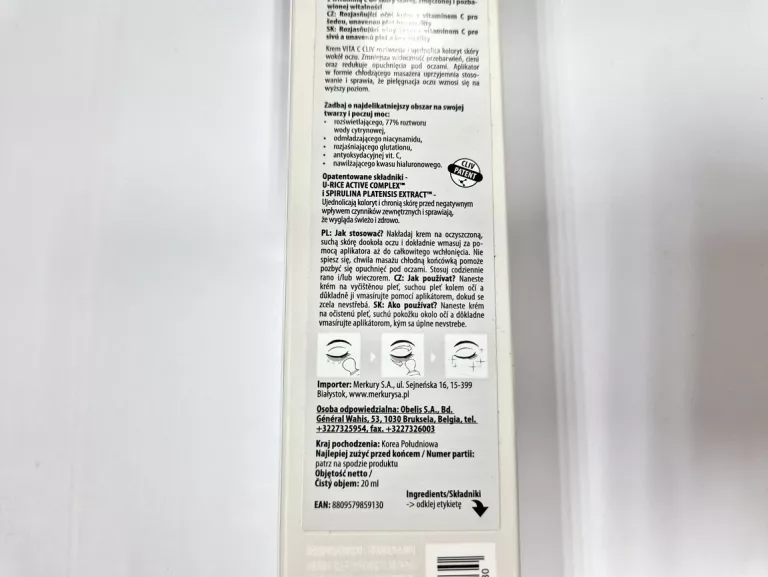 wionej witalności!
CZ: Rozjasňující oční krém s vitaminem C pro
šedou, unavenou pleť
SK: Rozjasňujúci vitamínom C pre
sivú a unavenú pleť bez vitality
Krem VITA C CLIV rozświetla i ujednolica koloryt skóry
wokół oczu. Zmniejsza widoczność przebarwień, cieni
oraz redukuje opuchnięcia pod oczami. Aplikator
w formie chłodzącego masażera uprzyjemnia stoso-
wanie i sprawia, że pielęgnacja oczu wznosi się na
wyższy poziom.
Zadbaj o najdelikatniejszy obszar na swojej
twarzy i poczuj moc:
• rozświetlającego, 77% roztworu
wody cytrynowej,
• odmładzającego niacynamidu,
• rozjaśniającego glutationu,
• antyoksydacyjnej vit. C,
• nawilżającego kwasu hialuronowego.
CLIV
PATENT
Opatentowane składniki -
U-RICE ACTIVE COMPLEX™
i SPIRULINA PLATENSIS EXTRACT™ -
Ujednolicają koloryt i chronią skórę przed negatywnym
wpływem czynników zewnętrznych i sprawiają,
że wygląda świeżo i zdrowo.
PL: Jak stosować? Nakładaj krem na oczyszczoną,
suchą skórę dookoła oczu i dokładnie wmasuj za po-
mocą aplikatora aż do całkowitego wchłonięcia. Nie
spiesz się, chwila masażu chłodną końcówką pomoże
pozbyć się opuchnięć pod oczami. Stosuj codziennie
rano i/lub wieczorem. CZ: Jak používat? Naneste
krém na vyčištěnou pleť, suchou pleť kolem očí a
důkladně ji vmasírujte pomocí aplikátorem, dokud se
zcela nevstřebá. SK: Ako používať? Naneste krém
na očistenú pleť, suchú pokožku okolo očí a dôkladne
vmasírujte aplikátorom, kým sa úplne nevstrebe.
Importer: Merkury S.A., ul. Sejneńska 16, 15-399
Białystok, www.merkurysa.pl
Osoba odpowiedzialna: Obelis S.A., Bd.
Général Wahis, 53, 1030 Bruksela, Belgia, tel.
+3227325954, fax. +3227326003
Kraj pochodzenia: Korea Południowa
Najlepiej zużyć przed końcem / Numer partii:
patrz na spodzie produktu
Objętość netto /
Čistý objem: 20 ml
EAN: 8809579859130
Ingredients/Składniki
-> odklej etykietę